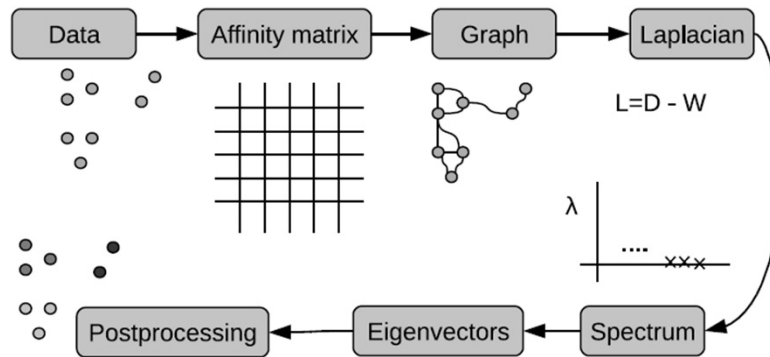 Data
Affinity matrix
Graph
Laplacian
L=D - W
λ
....
Postprocessing
Eigenvectors
Spectrum